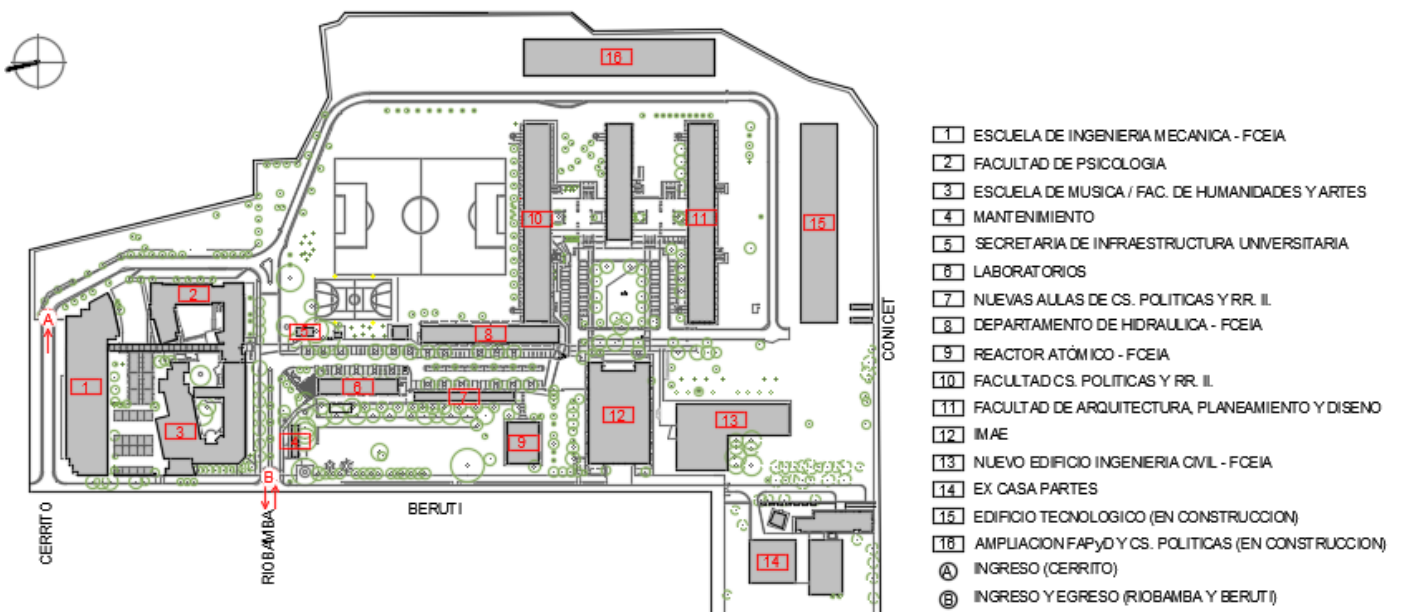 16
10
11
15
2
A
8
1
6
7
12
13
3
9
B
14
CERRITO
RIOBAMBA
BERUTI
CONICET
1 ESCUELA DE INGENIERIA MECANICA - FCEIA
2 FACULTAD DE PSICOLOGIA
3 ESCUELA DE MUSICA / FAC. DE HUMANIDADES Y ARTES
4 MANTENIMIENTO
5 SECRETARIA DE INFRAESTRUCTURA UNIVERSITARIA
6 LABORATORIOS
7 NUEVAS AULAS DE CS. POLITICAS Y RR. II.
8 DEPARTAMENTO DE HIDRAULICA - FCEIA
9 REACTOR ATÓMICO - FCEIA
10 FACULTAD CS. POLITICAS Y RR. II.
11 FACULTAD DE ARQUITECTURA, PLANEAMIENTO Y DISENO
12 IMAE
13 NUEVO EDIFICIO INGENIERIA CIVIL - FCEIA
14 EX CASA PARTES
15 EDIFICIO TECNOLOGICO (EN CONSTRUCCION)
16 AMPLIACION FAPyD Y CS. POLITICAS (EN CONSTRUCCION)
A INGRESO (CERRITO)
B INGRESO Y EGRESO (RIOBAMBA Y BERUTI)